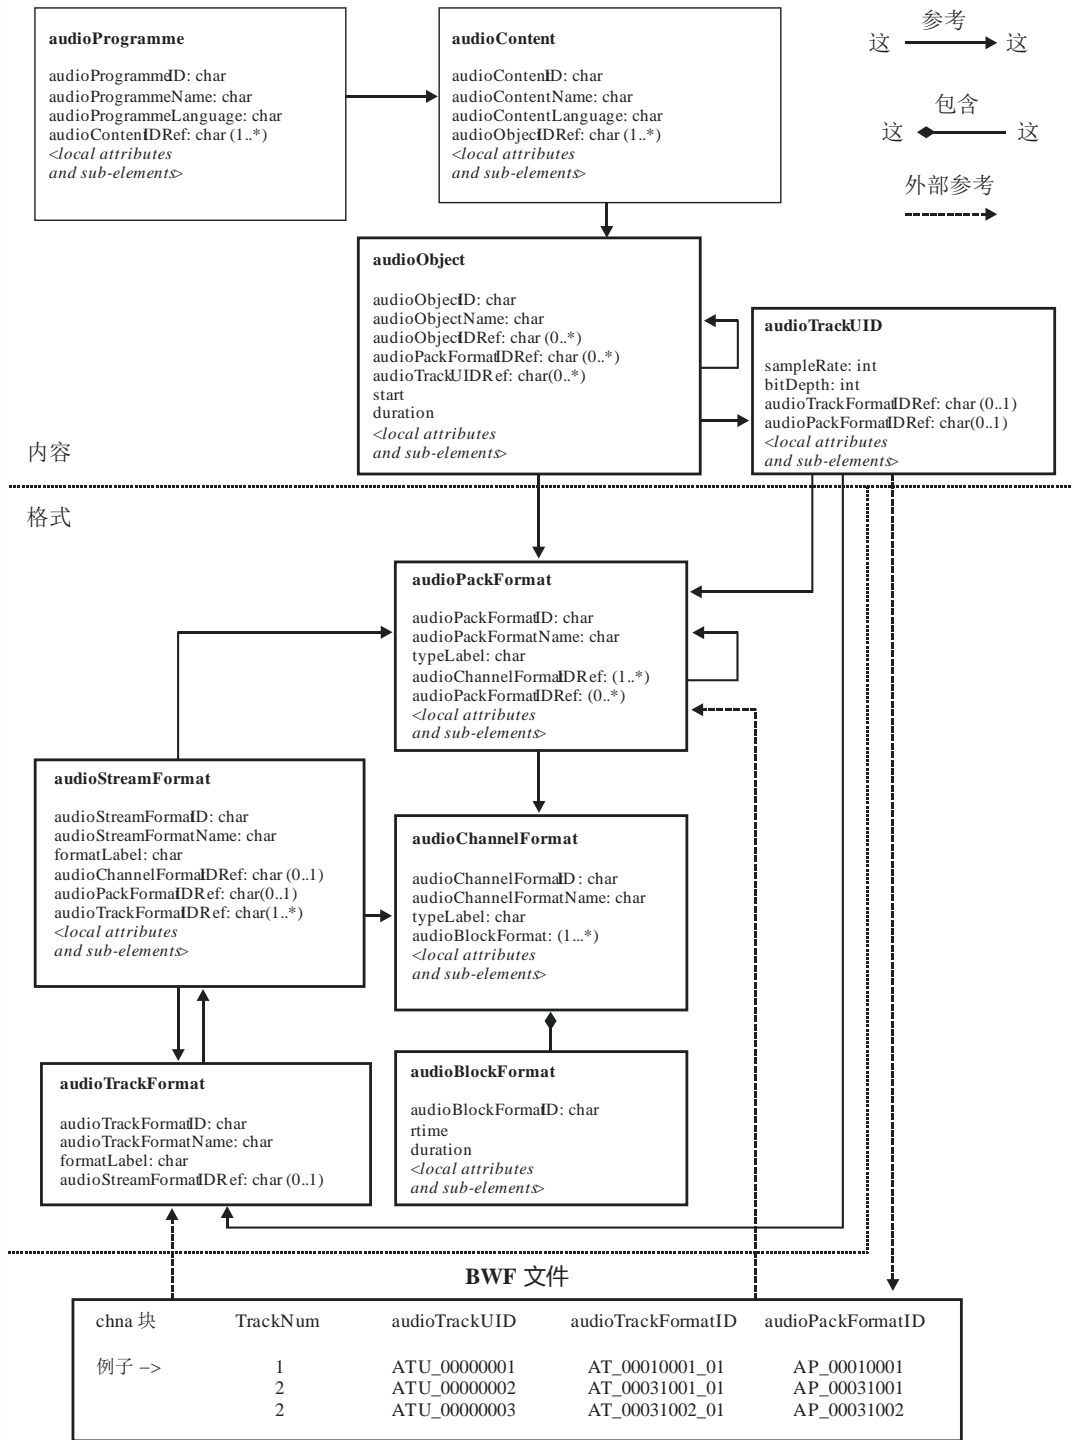 audioProgramme
audioProgrammeID: char
audioProgrammeName: char
audioProgrammeLanguage: char
audioContentIDRef: char (1..*)
<local attributes
and sub-elements>
audioContent
audioContentID: char
audioContentName: char
audioContentLanguage: char
audioObjectIDRef: char (1..*)
<local attributes
and sub-elements>
参考
这 这
包含
这 这
外部参考
audioObject
audioObjectID: char
audioObjectName: char
audioObjectIDRef: char (0..*)
audioPackFormatIDRef: char (0..*)
audioTrackUIDRef: char(0..*)
start
duration
<local attributes
and sub-elements>
audioTrackUID
sampleRate: int
bitDepth: int
audioTrackFormatIDRef: char (0..1)
audioPackFormatIDRef: char(0..1)
<local attributes
and sub-elements>
内容
格式
audioPackFormat
audioPackFormatID: char
audioPackFormatName: char
typeLabel: char
audioChannelFormatIDRef: (1..*)
audioPackFormatIDRef: (0..*)
<local attributes
and sub-elements>
audioStreamFormat
audioStreamFormatID: char
audioStreamFormatName: char
formatLabel: char
audioChannelFormatIDRef: char (0..1)
audioPackFormatIDRef: char(0..1)
audioTrackFormatIDRef: char(1..*)
<local attributes
and sub-elements>
audioChannelFormat
audioChannelFormatID : char
audioChannelFormatName: char
typeLabel: char
audioBlockFormat: (1...*)
<local attributes
and sub-elements>
audioTrackFormat
audioTrackFormatID: char
audioTrackFormatName: char
formatLabel: char
audioStreamFormatIDRef: char (0..1)
audioBlockFormat
audioBlockFormatID: char
rtime
duration
<local attributes
and sub-elements>
BWF 文件
chna 块 TrackNum audioTrackUID audioTrackFormatID audioPackFormatID
例子 –> 1 ATU_00000001 AT_00010001_01 AP_00010001
2 ATU_00000002 AT_00031001_01 AP_00031001
2 ATU_00000003 AT_00031002_01 AP_00031002